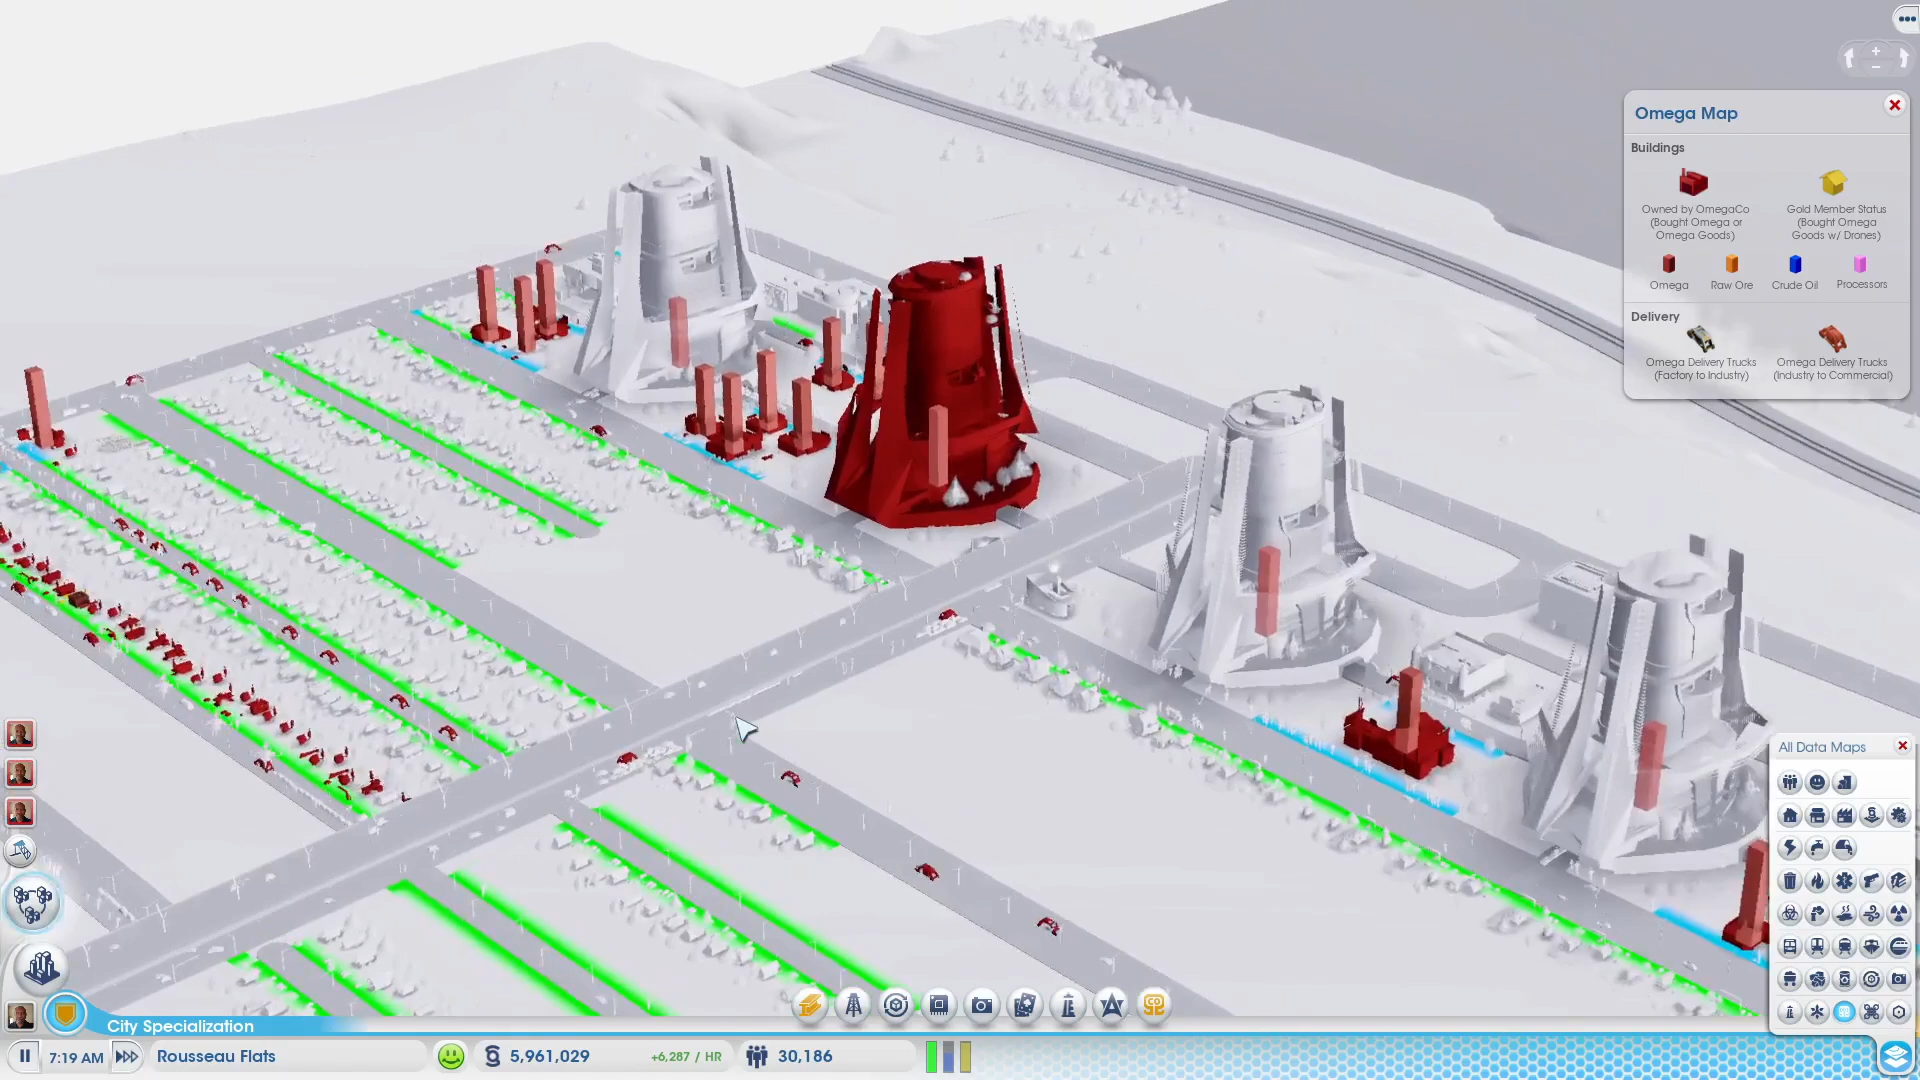 Omega Map
Buildings
Owned by OmegaCo
(Bought Omega or
Omega Goods)
Gold Member Status
(Bought Omega
Goods w/ Drones)
Omega
Raw Ore
Crude Oil
Processors
Delivery
Omega Delivery Trucks
(Factory to Industry)
Omega Delivery Trucks
(Industry to Commercial)
All Data Maps
City Specialization
7:19 AM
Rousseau Flats
5,961,029
+6,287 / HR
30,186